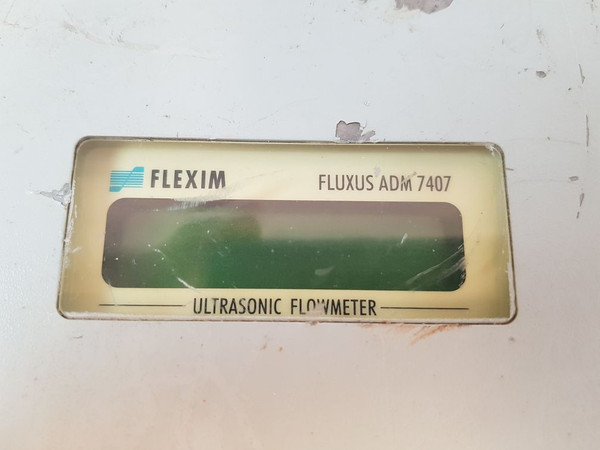 FLEXIM FLUXUS ADM 7407
ULTRASONIC FLOWMETER